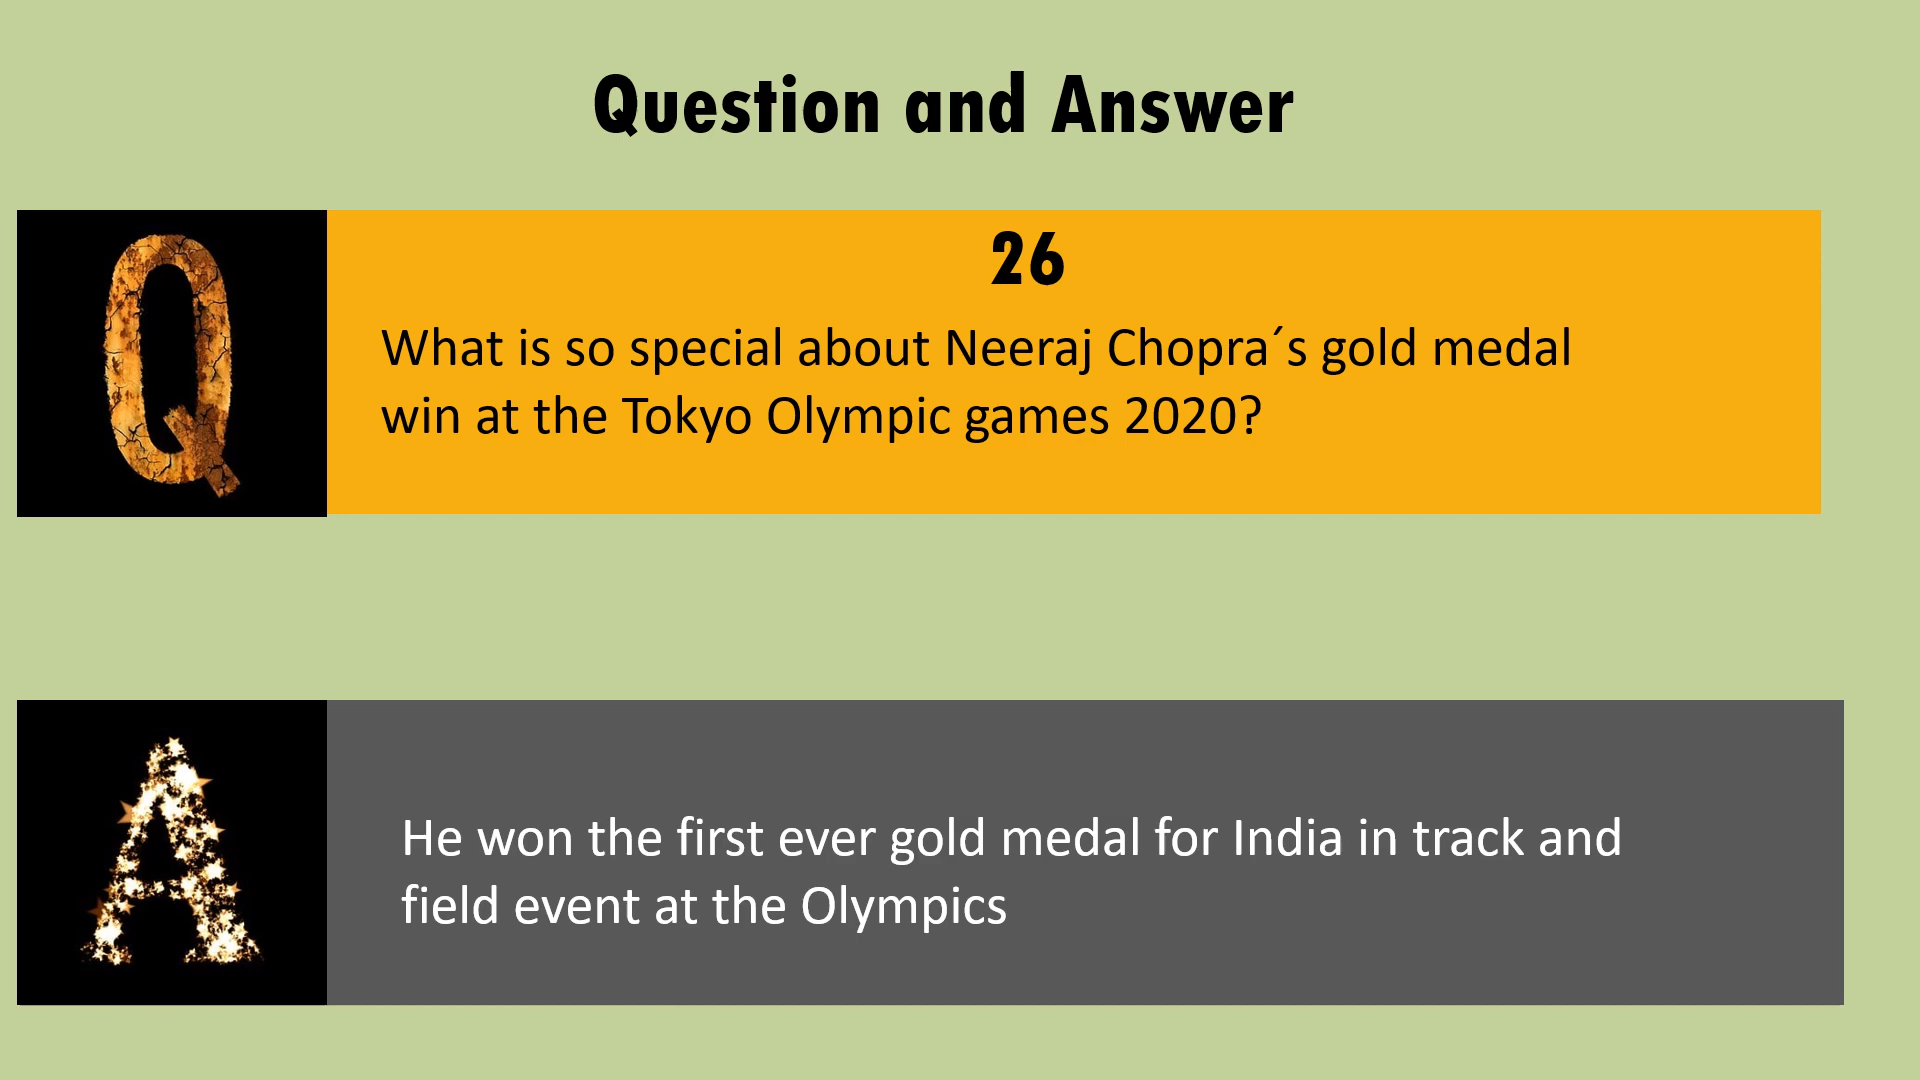 Question and Answer
Q
26
What is so special about Neeraj Chopra´s gold medal
win at the Tokyo Olympic games 2020?
A
He won the first ever gold medal for India in track and
field event at the Olympics